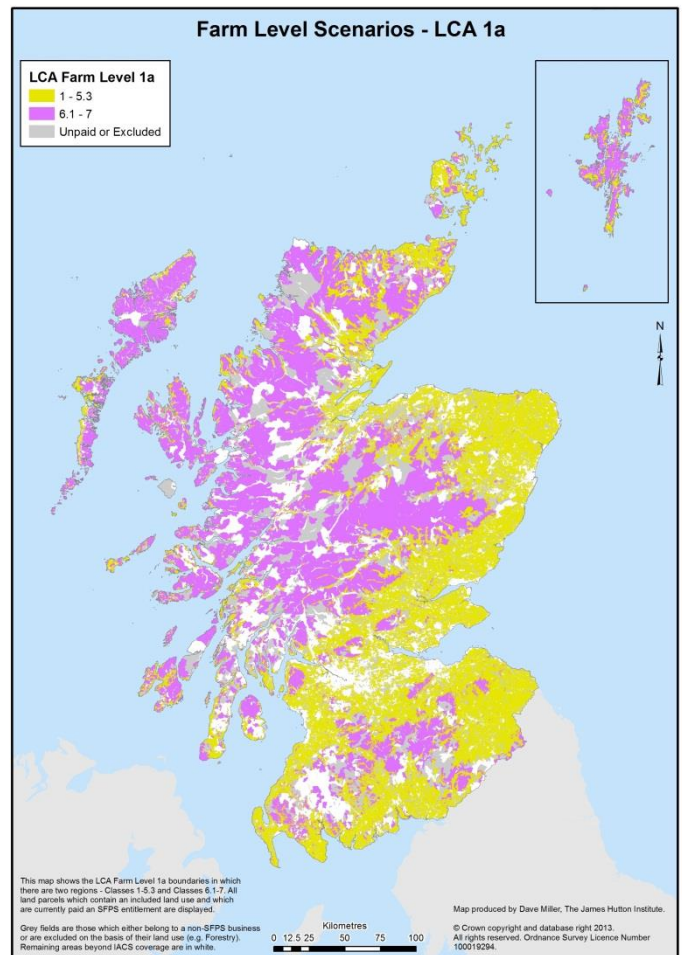 Farm Level Scenarios - LCA 1a
LCA Farm Level 1a
1 - 5.3
6.1 - 7
Unpaid or Excluded
N
This map shows the LCA Farm Level 1a boundaries in which
there are two regions - Classes 1-5.3 and Classes 6.1-7. All
land parcels which contain an included land use and which
are currently paid an SFPS entitlement are displayed.
Grey fields are those which either belong to a non-SFPS business
or are excluded on the basis of their land use (e.g. Forestry).
Remaining areas beyond IACS coverage are in white.
Kilometres
0 12.5 25 50 75 100
Map produced by Dave Miller, The James Hutton Institute.
© Crown copyright and database right 2013.
All rights reserved. Ordnance Survey Licence Number
100019294.